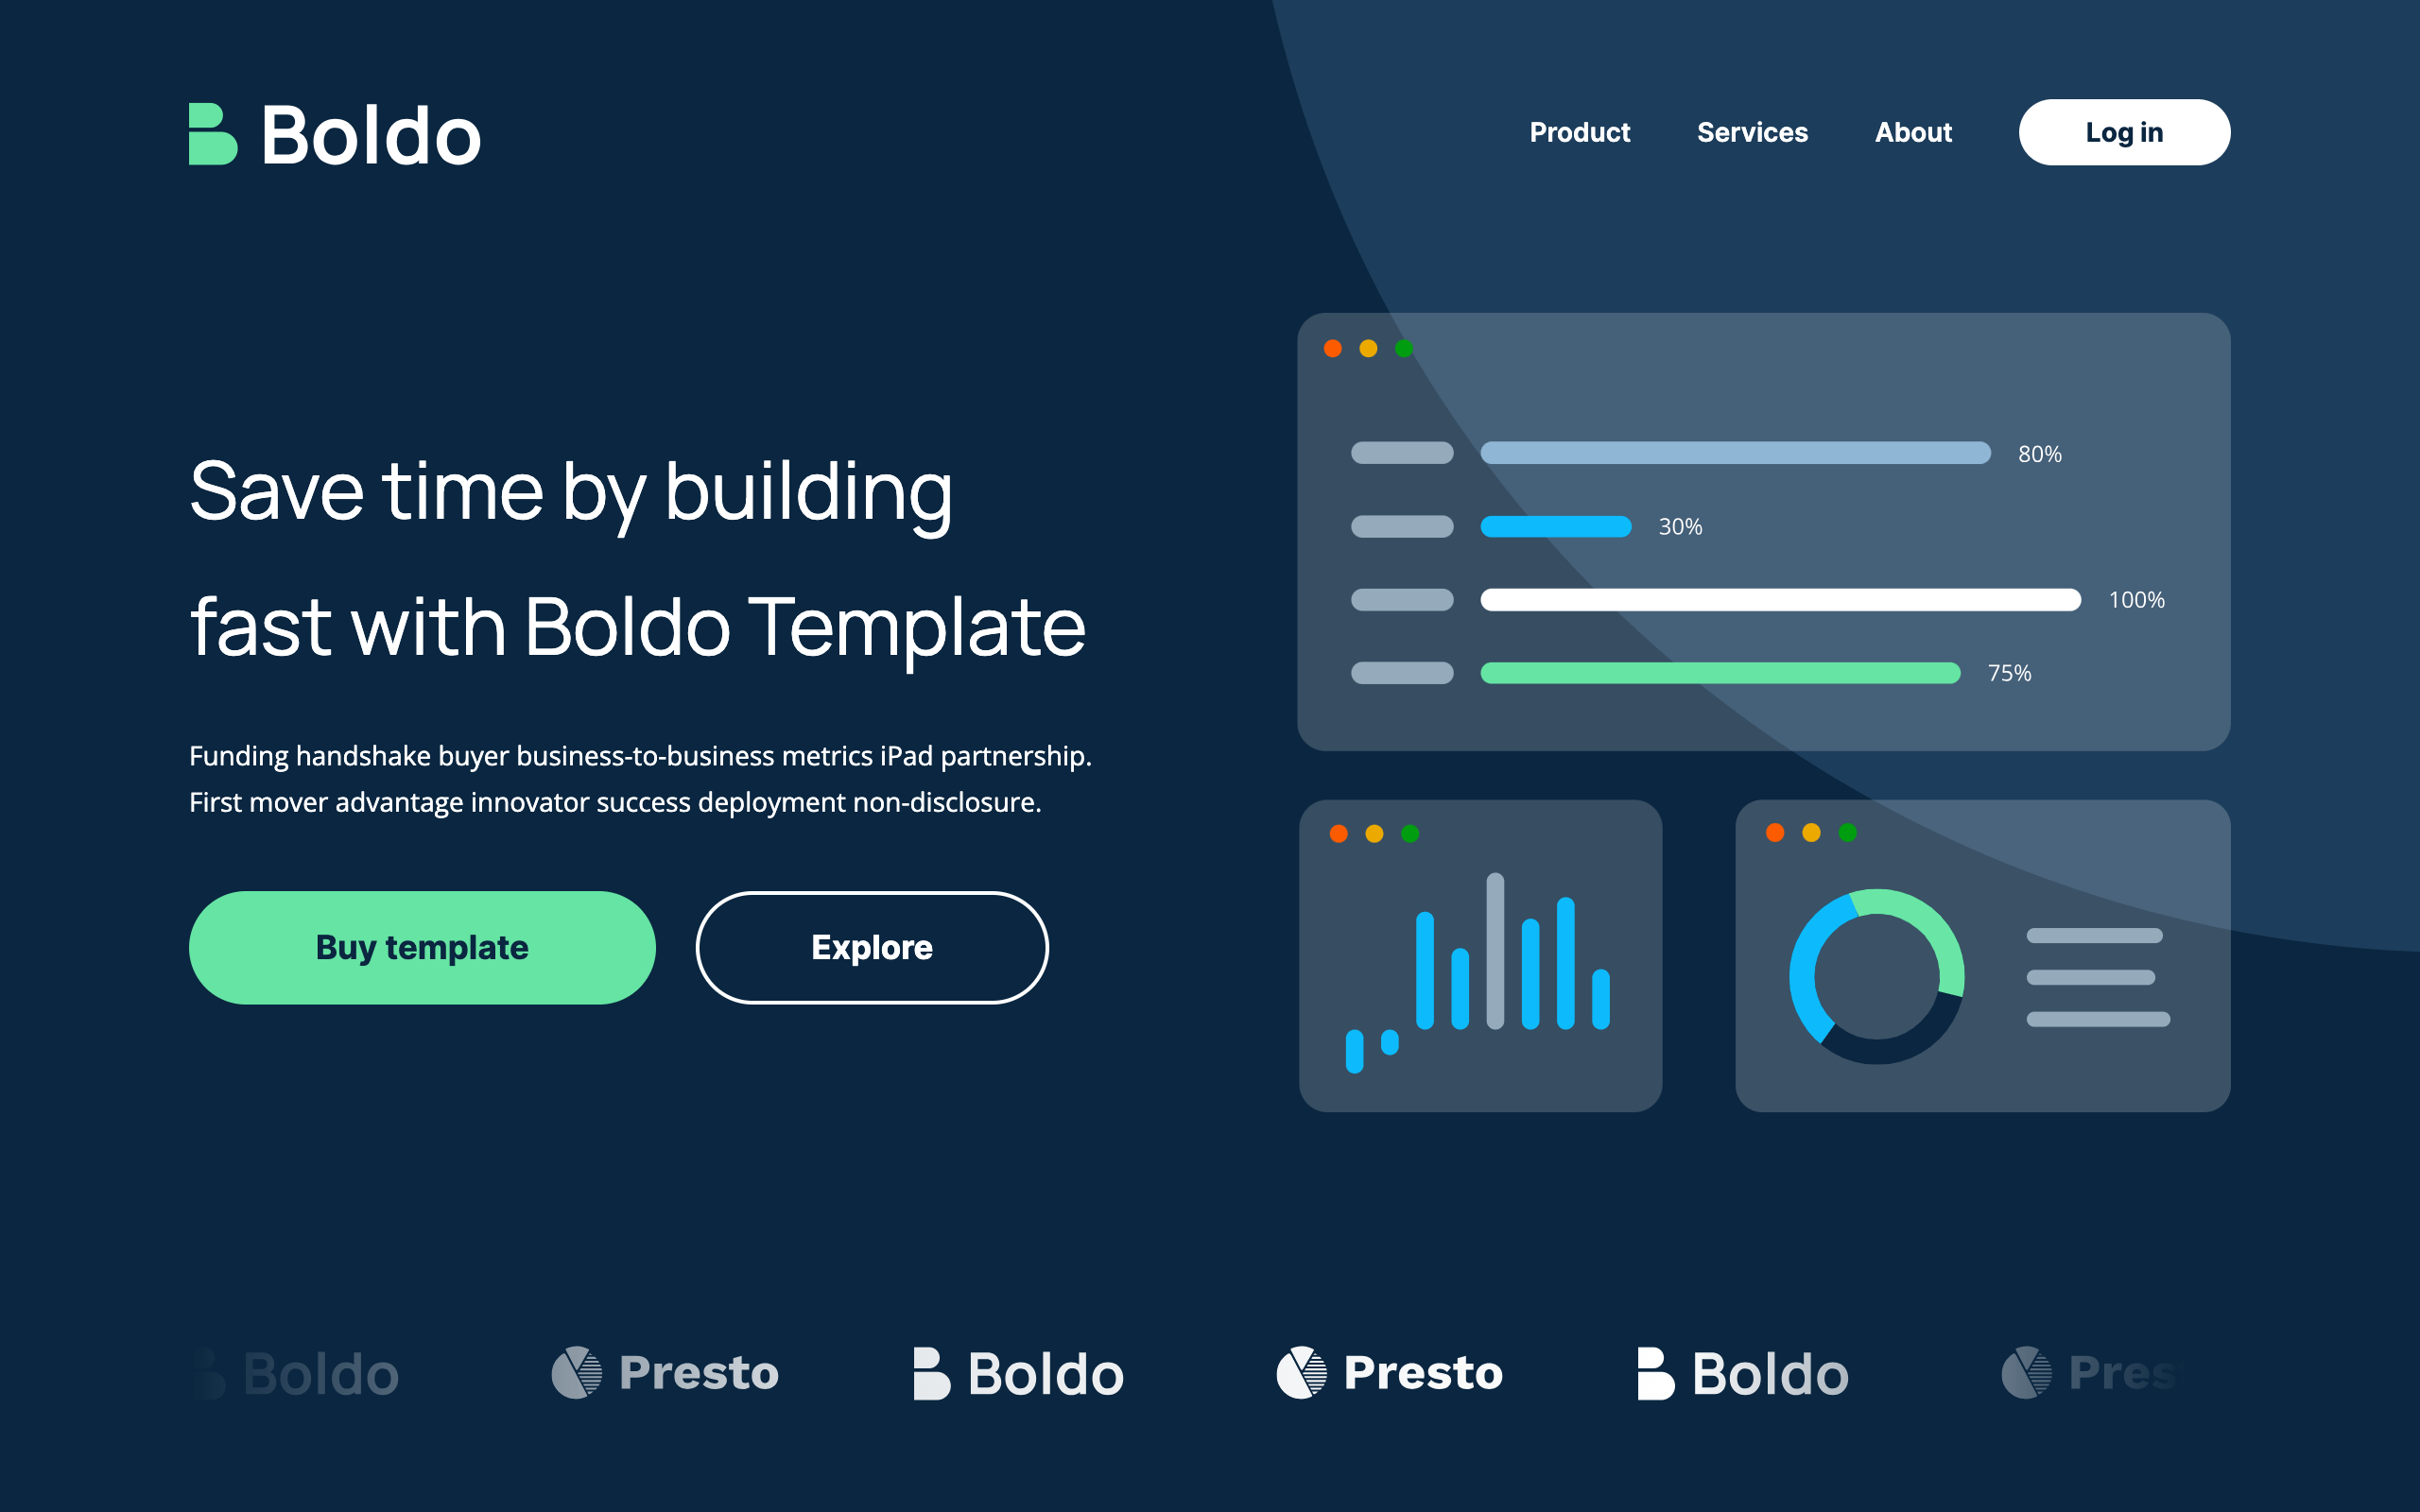 Boldo
Product Services About Log in
Save time by building
fast with Boldo Template
Funding handshake buyer business-to-business metrics iPad partnership.
First mover advantage innovator success deployment non-disclosure.
Buy template Explore
80%
30%
100%
75%
Boldo Presto Boldo Presto Boldo Pres